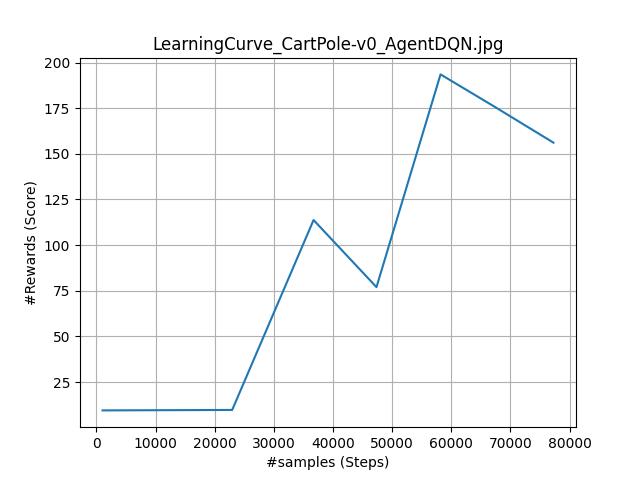 LearningCurve_CartPole-v0_AgentDQN.jpg
#Rewards (Score)
200
175
150
125
100
75
50
25
0 10000 20000 30000 40000 50000 60000 70000 80000
#samples (Steps)